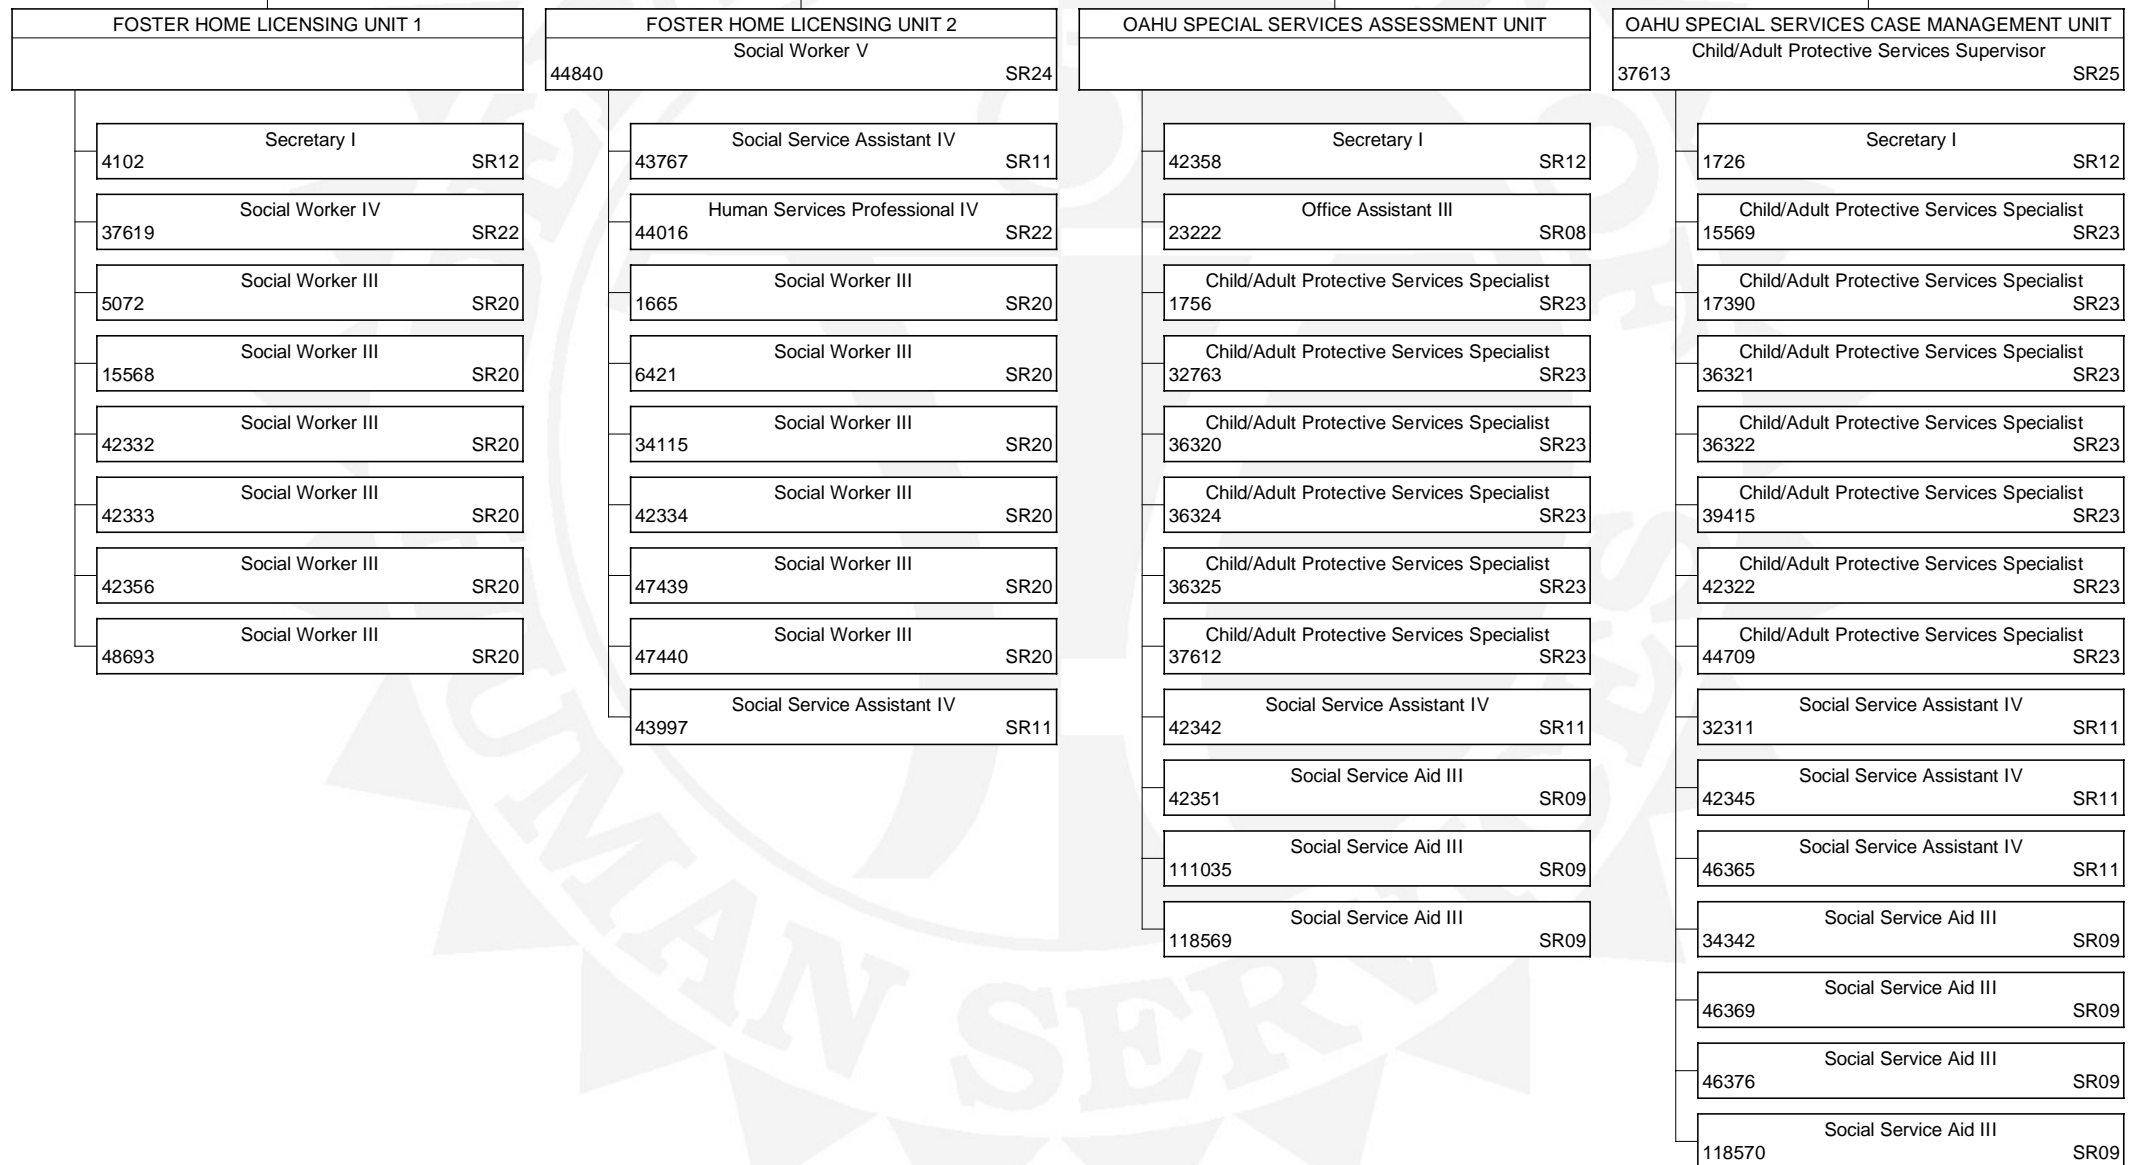 FOSTER HOME LICENSING UNIT 1
Secretary I
4102 SR12
Social Worker IV
37619 SR22
Social Worker III
5072 SR20
Social Worker III
15568 SR20
Social Worker III
42332 SR20
Social Worker III
42333 SR20
Social Worker III
42356 SR20
Social Worker III
48693 SR20
FOSTER HOME LICENSING UNIT 2
Social Worker V
44840 SR24
Social Service Assistant IV
43767 SR11
Human Services Professional IV
44016 SR22
Social Worker III
1665 SR20
Social Worker III
6421 SR20
Social Worker III
34115 SR20
Social Worker III
42334 SR20
Social Worker III
47439 SR20
Social Worker III
47440 SR20
Social Service Assistant IV
43997 SR11
OAHU SPECIAL SERVICES ASSESSMENT UNIT
Secretary I
42358 SR12
Office Assistant III
23222 SR08
Child/Adult Protective Services Specialist
1756 SR23
Child/Adult Protective Services Specialist
32763 SR23
Child/Adult Protective Services Specialist
36320 SR23
Child/Adult Protective Services Specialist
36324 SR23
Child/Adult Protective Services Specialist
36325 SR23
Child/Adult Protective Services Specialist
37612 SR23
Social Service Assistant IV
42342 SR11
Social Service Aid III
42351 SR09
Social Service Aid III
111035 SR09
Social Service Aid III
118569 SR09
OAHU SPECIAL SERVICES CASE MANAGEMENT UNIT
Child/Adult Protective Services Supervisor
37613 SR25
Secretary I
1726 SR12
Child/Adult Protective Services Specialist
15569 SR23
Child/Adult Protective Services Specialist
17390 SR23
Child/Adult Protective Services Specialist
36321 SR23
Child/Adult Protective Services Specialist
36322 SR23
Child/Adult Protective Services Specialist
39415 SR23
Child/Adult Protective Services Specialist
42322 SR23
Child/Adult Protective Services Specialist
44709 SR23
Social Service Assistant IV
32311 SR11
Social Service Assistant IV
42345 SR11
Social Service Assistant IV
46365 SR11
Social Service Aid III
34342 SR09
Social Service Aid III
46369 SR09
Social Service Aid III
46376 SR09
Social Service Aid III
118570 SR09